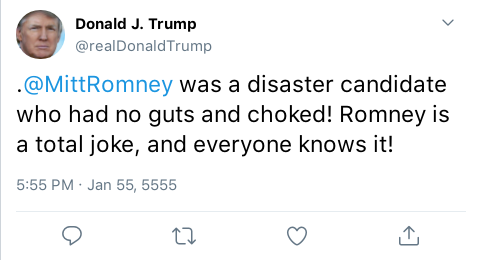 Donald J. Trump
@realDonaldTrump
.@MittRomney was a disaster candidate
who had no guts and choked! Romney is
a total joke, and everyone knows it!
5:55 PM · Jan 55, 5555